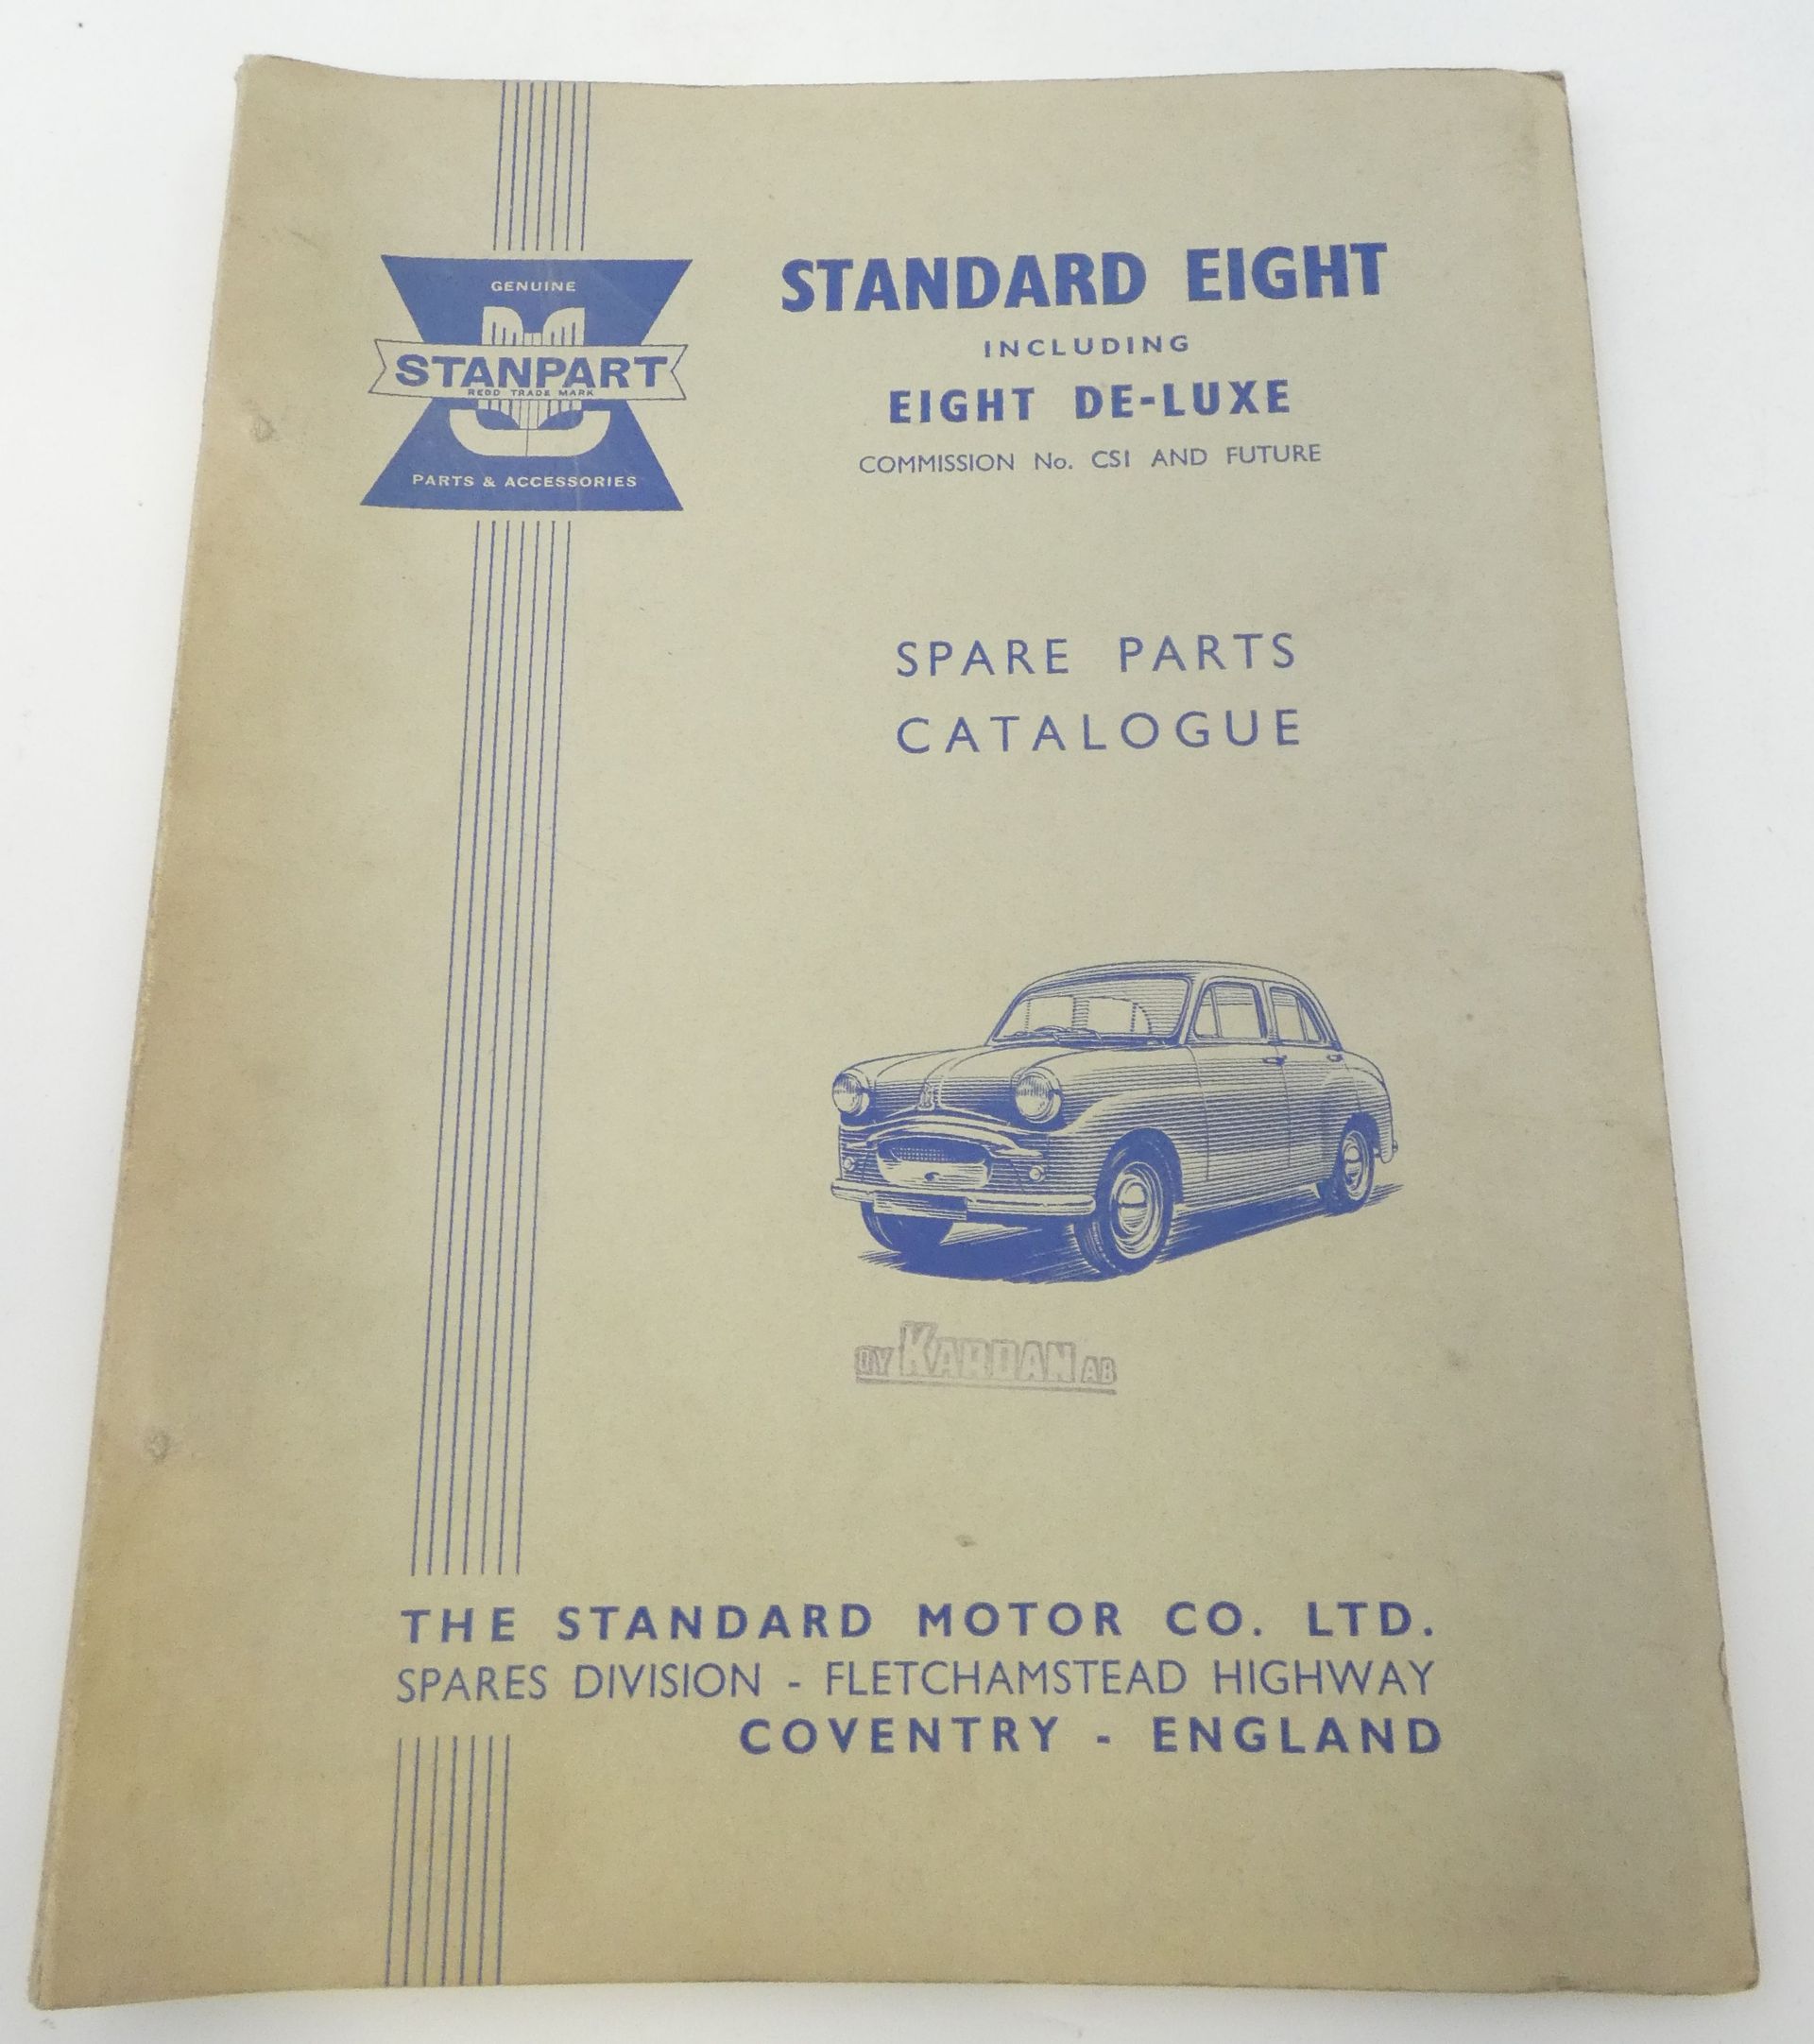 GENUINE
STANPART
REGD TRADE MARK
PARTS & ACCESSORIES
STANDARD EIGHT
INCLUDING
EIGHT DE-LUXE
COMMISSION No. CS1 AND FUTURE
SPARE PARTS
CATALOGUE
OY KARDAN AB
THE STANDARD MOTOR CO. LTD.
SPARES DIVISION - FLETCHAMSTEAD HIGHWAY
COVENTRY - ENGLAND